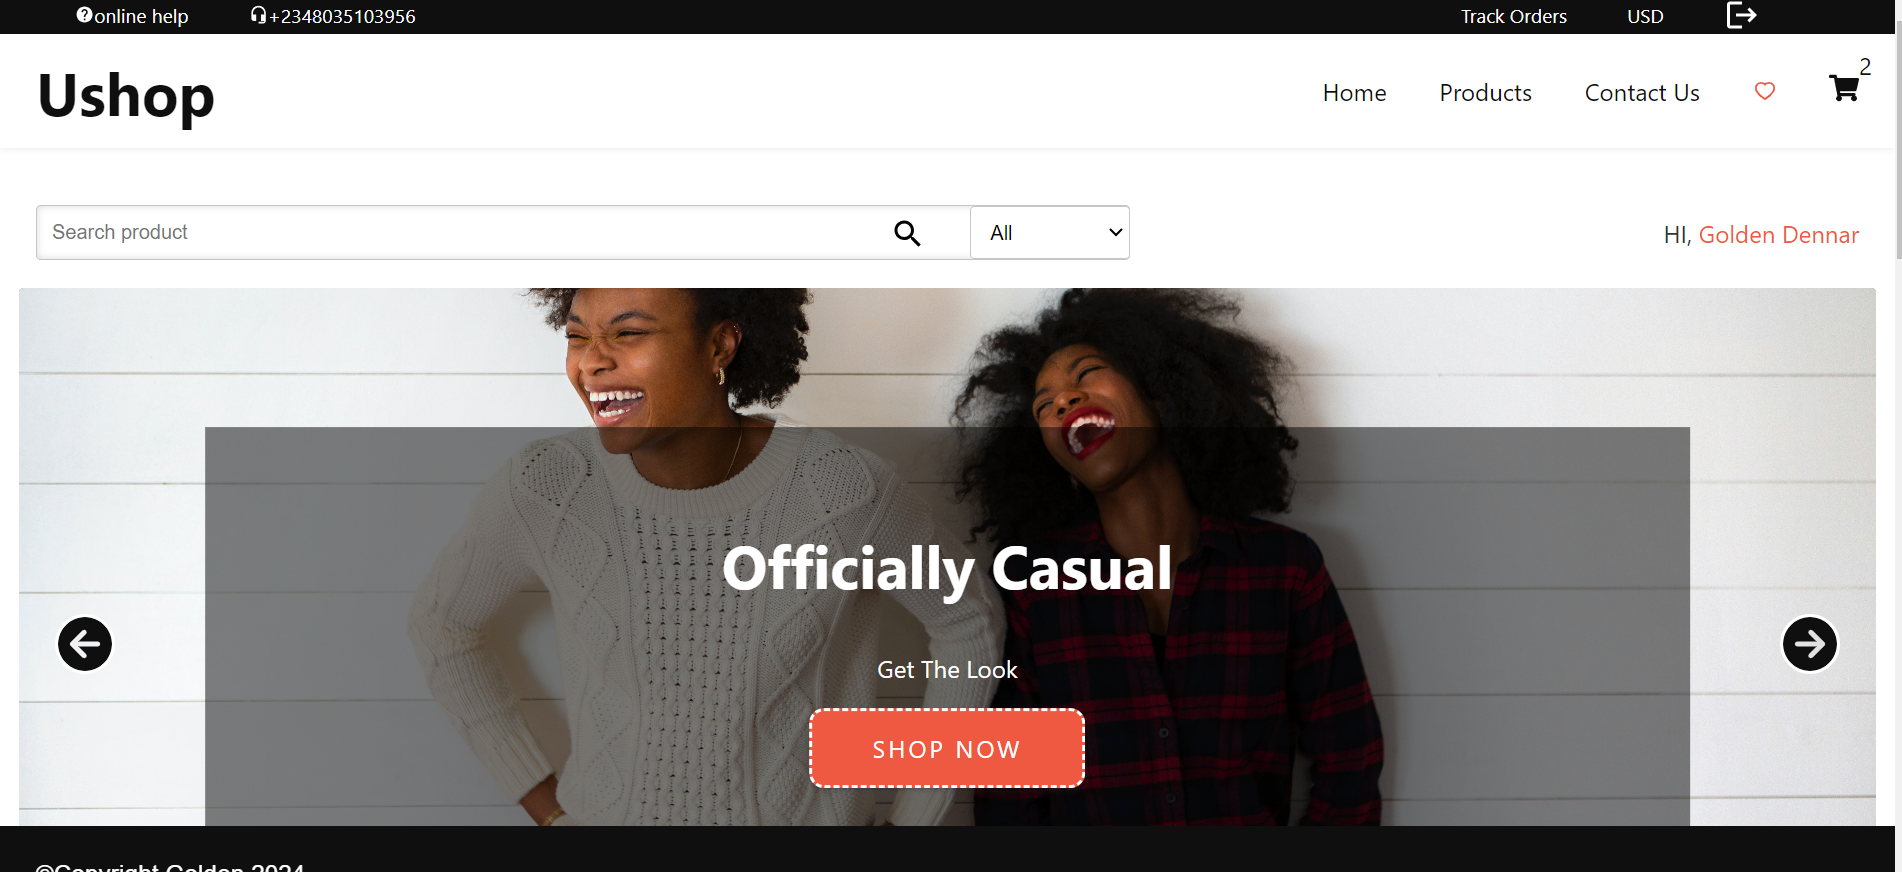 online help +2348035103956 Track Orders USD
Ushop Home Products Contact Us 2
Search product All HI, Golden Dennar
Officially Casual
Get The Look
SHOP NOW
©Copyright Golden 2024